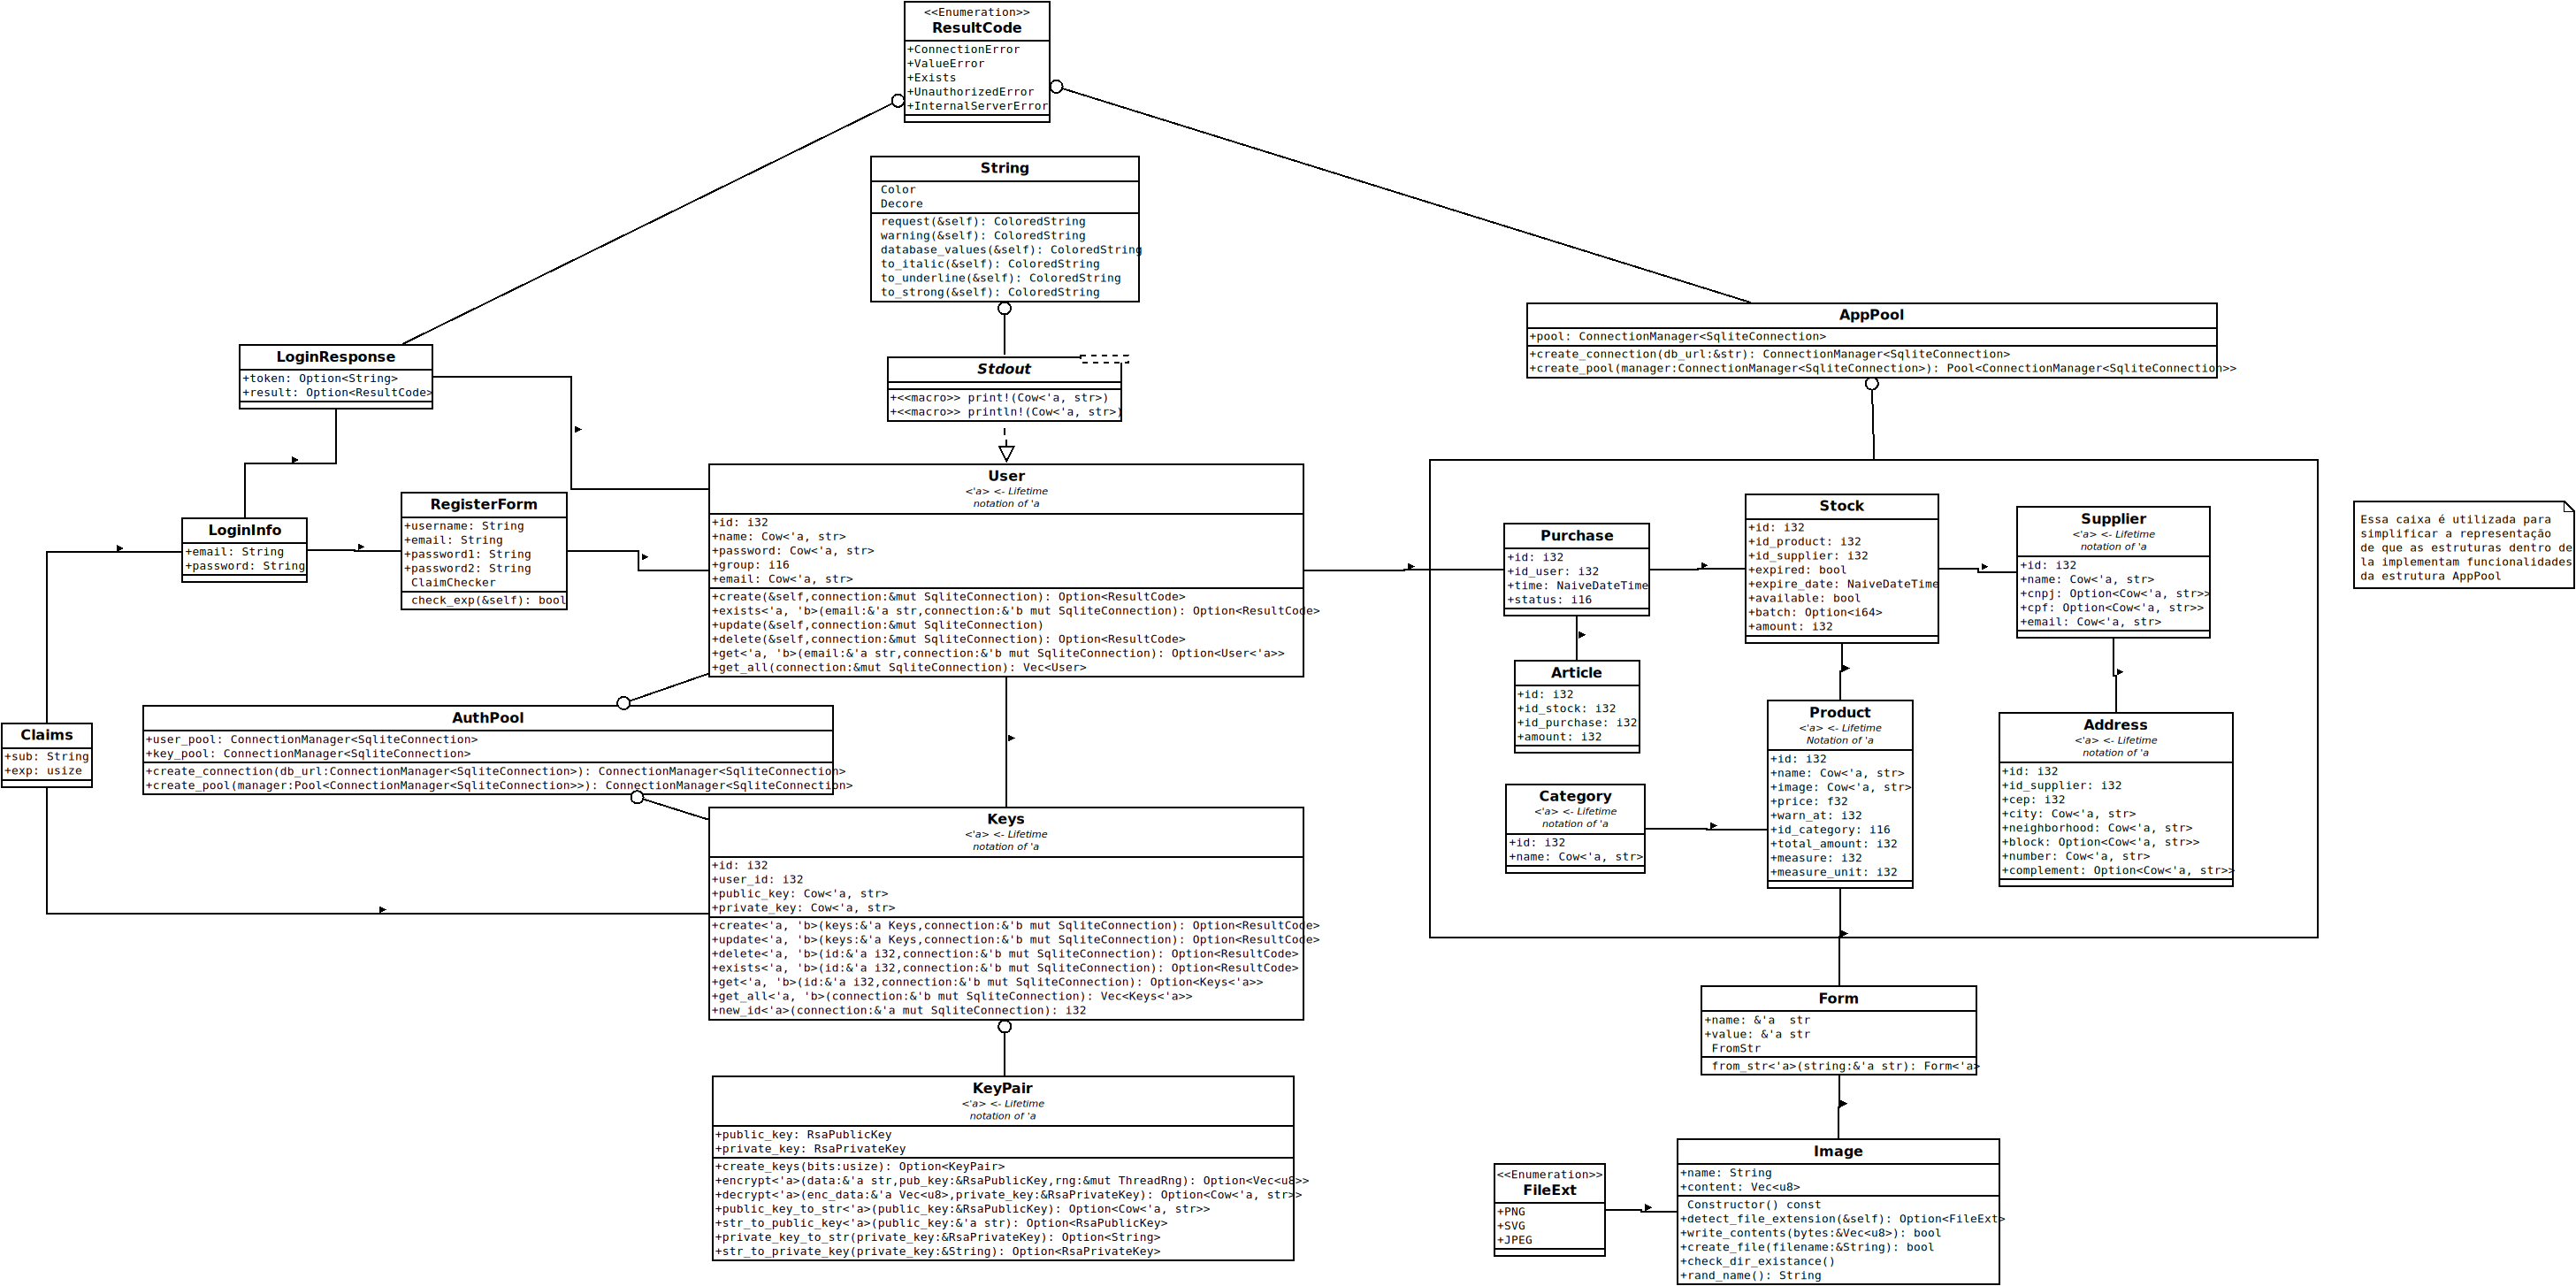 <<Enumeration>>
ResultCode
+ConnectionError
+ValueError
+Exists
+UnauthorizedError
+InternalServerError
String
Color
Decore
request(&self): ColoredString
warning(&self): ColoredString
database_values(&self): ColoredString
to_italic(&self): ColoredString
to_underline(&self): ColoredString
to_strong(&self): ColoredString
AppPool
+pool: ConnectionManager<SqliteConnection>
+create_connection(db_url:&str): ConnectionManager<SqliteConnection>
+create_pool(manager:ConnectionManager<SqliteConnection>): Pool<ConnectionManager<SqliteConnection>>
LoginResponse
+token: Option<String>
+result: Option<ResultCode>
Stdout
+<<macro>> print!(Cow<'a, str>)
+<<macro>> println!(Cow<'a, str>)
LoginInfo
+email: String
+password: String
RegisterForm
+username: String
+email: String
+password1: String
+password2: String
ClaimChecker
check_exp(&self): bool
User
<'a> <- Lifetime
notation of 'a
+id: i32
+name: Cow<'a, str>
+password: Cow<'a, str>
+group: i16
+email: Cow<'a, str>
+create(&self,connection:&mut SqliteConnection): Option<ResultCode>
+exists<'a, 'b>(email:&'a str,connection:&'b mut SqliteConnection): Option<ResultCode>
+update(&self,connection:&mut SqliteConnection)
+delete(&self,connection:&mut SqliteConnection): Option<ResultCode>
+get<'a, 'b>(email:&'a str,connection:&'b mut SqliteConnection): Option<User<'a>>
+get_all(connection:&mut SqliteConnection): Vec<User>
Purchase
+id: i32
+id_user: i32
+time: NaiveDateTime
+status: i16
Stock
+id: i32
+id_product: i32
+id_supplier: i32
+expired: bool
+expire_date: NaiveDateTime
+available: bool
+batch: Option<i64>
+amount: i32
Supplier
<'a> <- Lifetime
notation of 'a
+id: i32
+name: Cow<'a, str>
+cnpj: Option<Cow<'a, str>>
+cpf: Option<Cow<'a, str>>
+email: Cow<'a, str>
Essa caixa é utilizada para
simplificar a representação
de que as estruturas dentro de
la implementam funcionalidades
da estrutura AppPool
Article
+id: i32
+id_stock: i32
+id_purchase: i32
+amount: i32
Claims
+sub: String
+exp: usize
AuthPool
+user_pool: ConnectionManager<SqliteConnection>
+key_pool: ConnectionManager<SqliteConnection>
+create_connection(db_url:ConnectionManager<SqliteConnection>): ConnectionManager<SqliteConnection>
+create_pool(manager:Pool<ConnectionManager<SqliteConnection>>): ConnectionManager<SqliteConnection>
Category
<'a> <- Lifetime
notation of 'a
+id: i32
+name: Cow<'a, str>
Product
<'a> <- Lifetime
Notation of 'a
+id: i32
+name: Cow<'a, str>
+image: Cow<'a, str>
+price: f32
+warn_at: i32
+id_category: i16
+total_amount: i32
+measure: i32
+measure_unit: i32
Address
<'a> <- Lifetime
notation of 'a
+id: i32
+id_supplier: i32
+cep: i32
+city: Cow<'a, str>
+neighborhood: Cow<'a, str>
+block: Option<Cow<'a, str>>
+number: Cow<'a, str>
+complement: Option<Cow<'a, str>>
Keys
<'a> <- Lifetime
notation of 'a
+id: i32
+user_id: i32
+public_key: Cow<'a, str>
+private_key: Cow<'a, str>
+create<'a, 'b>(keys:&'a Keys,connection:&'b mut SqliteConnection): Option<ResultCode>
+update<'a, 'b>(keys:&'a Keys,connection:&'b mut SqliteConnection): Option<ResultCode>
+delete<'a, 'b>(id:&'a i32,connection:&'b mut SqliteConnection): Option<ResultCode>
+exists<'a, 'b>(id:&'a i32,connection:&'b mut SqliteConnection): Option<ResultCode>
+get<'a, 'b>(id:&'a i32,connection:&'b mut SqliteConnection): Option<Keys<'a>>
+get_all<'a, 'b>(connection:&'b mut SqliteConnection): Vec<Keys<'a>>
+new_id<'a>(connection:&'a mut SqliteConnection): i32
Form
+name: &'a  str
+value: &'a str
FromStr
from_str<'a>(string:&'a str): Form<'a>
KeyPair
<'a> <- Lifetime
notation of 'a
+public_key: RsaPublicKey
+private_key: RsaPrivateKey
+create_keys(bits:usize): Option<KeyPair>
+encrypt<'a>(data:&'a str,pub_key:&RsaPublicKey,rng:&mut ThreadRng): Option<Vec<u8>>
+decrypt<'a>(enc_data:&'a Vec<u8>,private_key:&RsaPrivateKey): Option<Cow<'a, str>>
+public_key_to_str<'a>(public_key:&RsaPublicKey): Option<Cow<'a, str>>
+str_to_public_key<'a>(public_key:&'a str): Option<RsaPublicKey>
+private_key_to_str(private_key:&RsaPrivateKey): Option<String>
+str_to_private_key(private_key:&String): Option<RsaPrivateKey>
<<Enumeration>>
FileExt
+PNG
+SVG
+JPEG
Image
+name: String
+content: Vec<u8>
Constructor() const
+detect_file_extension(&self): Option<FileExt>
+write_contents(bytes:&Vec<u8>): bool
+create_file(filename:&String): bool
+check_dir_existance()
+rand_name(): String